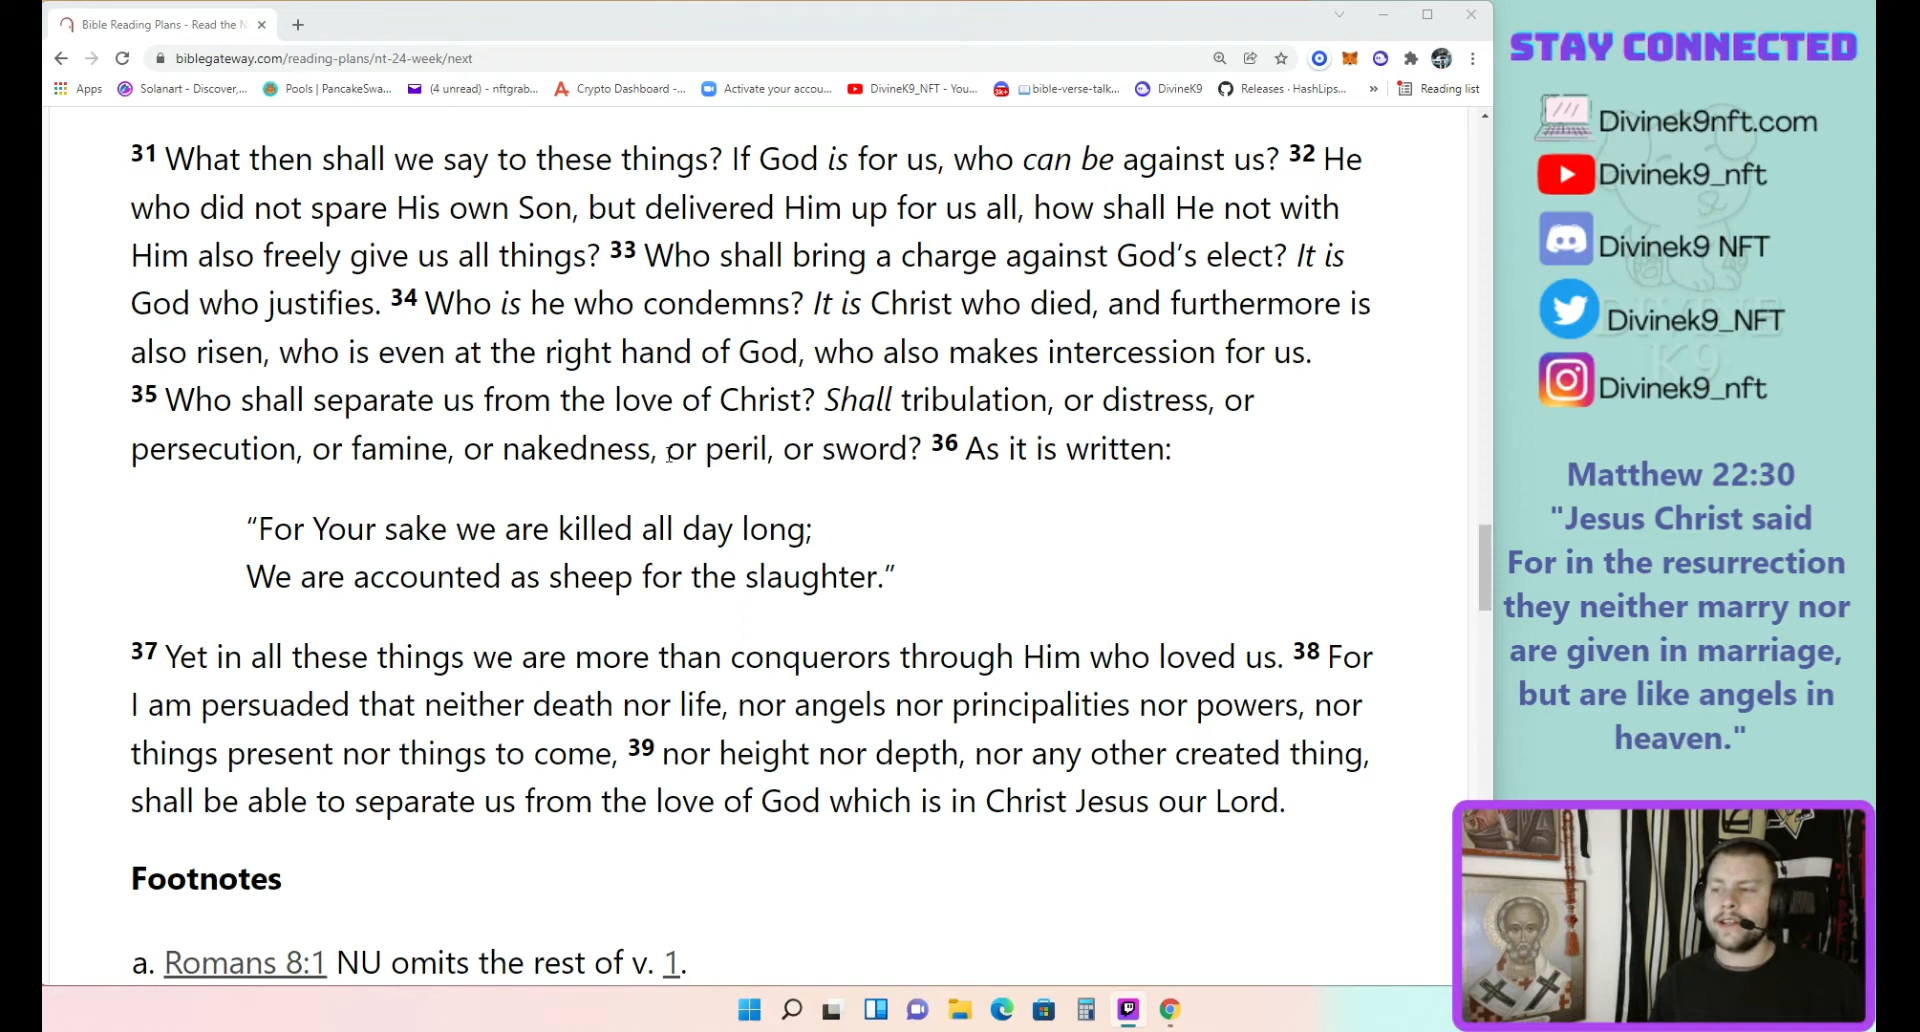 Bible Reading Plans - Read the N
biblegateway.com/reading-plans/nt-24-week/next
Apps
Solanart - Discover,...
Pools | PancakeSwa...
(4 unread) - nftgrab...
Crypto Dashboard -...
Activate your accou...
DivineK9_NFT - You...
bible-verse-talk...
DivineK9
Releases · HashLips...
»
Reading list
31 What then shall we say to these things? If God is for us, who can be against us? 32 He
who did not spare His own Son, but delivered Him up for us all, how shall He not with
Him also freely give us all things? 33 Who shall bring a charge against God’s elect? It is
God who justifies. 34 Who is he who condemns? It is Christ who died, and furthermore is
also risen, who is even at the right hand of God, who also makes intercession for us.
35 Who shall separate us from the love of Christ? Shall tribulation, or distress, or
persecution, or famine, or nakedness, or peril, or sword? 36 As it is written:
“For Your sake we are killed all day long;
We are accounted as sheep for the slaughter.”
37 Yet in all these things we are more than conquerors through Him who loved us. 38 For
I am persuaded that neither death nor life, nor angels nor principalities nor powers, nor
things present nor things to come, 39 nor height nor depth, nor any other created thing,
shall be able to separate us from the love of God which is in Christ Jesus our Lord.
Footnotes
a. Romans 8:1 NU omits the rest of v. 1.
STAY CONNECTED
Divinek9nft.com
Divinek9_nft
Divinek9 NFT
Divinek9_NFT
Divinek9_nft
DIVINE
K9
Matthew 22:30
"Jesus Christ said
For in the resurrection
they neither marry nor
are given in marriage,
but are like angels in
heaven."